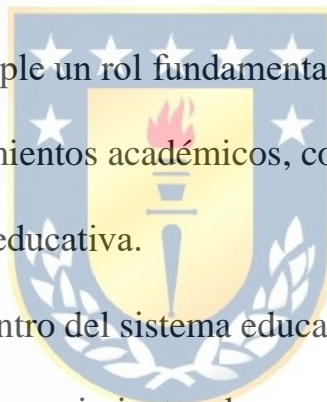 ple un rol fundamenta
mientos académicos, co
educativa.
ntro del sistema educa